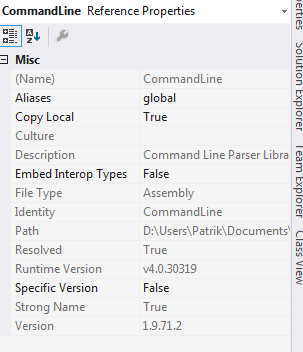 CommandLine Reference Properties
Misc
(Name) CommandLine
Aliases global
Copy Local True
Culture
Description Command Line Parser Libra
Embed Interop Types False
File Type Assembly
Identity CommandLine
Path D:\Users\Patrik\Documents\
Resolved True
Runtime Version v4.0.30319
Specific Version False
Strong Name True
Version 1.9.71.2
perties
Solution Explorer
Team Explorer
Class View